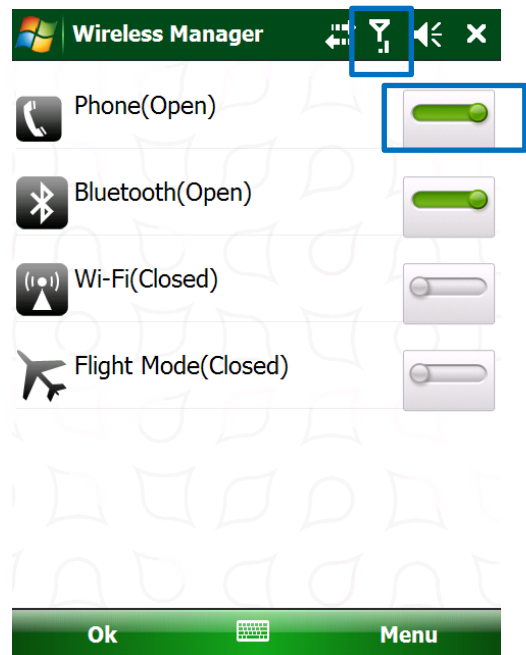 Wireless Manager
Phone(Open)
Bluetooth(Open)
Wi-Fi(Closed)
Flight Mode(Closed)
Ok Menu